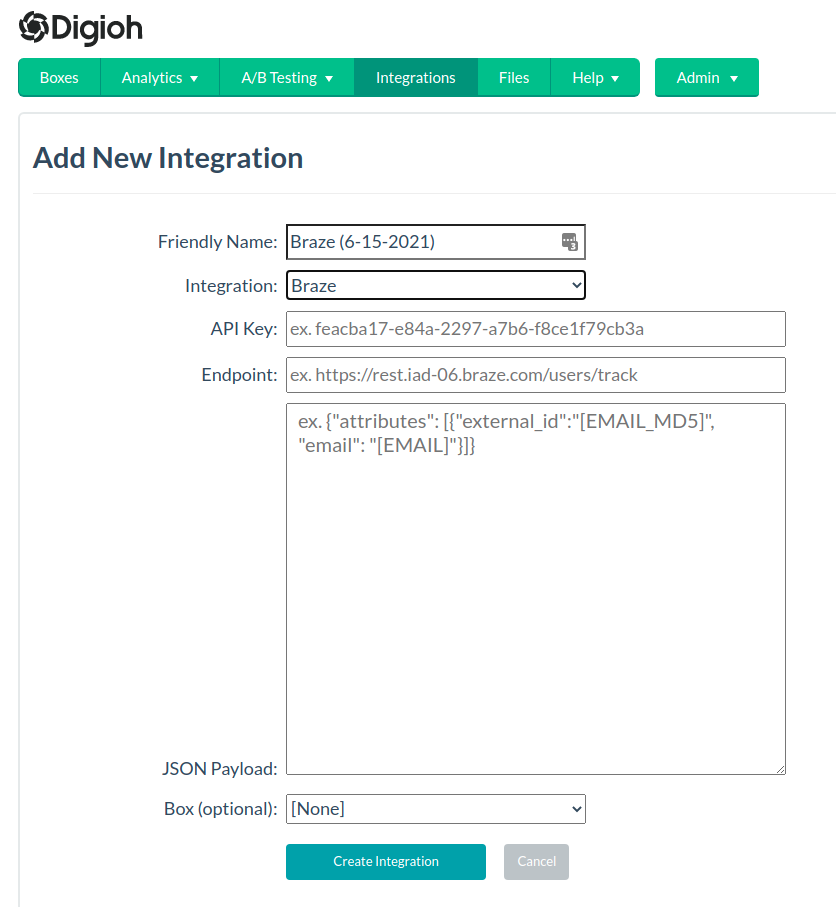 Digioh
Boxes Analytics ▼ A/B Testing ▼ Integrations Files Help ▼ Admin ▼
Add New Integration
Friendly Name: Braze (6-15-2021) 3
Integration: Braze
API Key: ex. feacba17-e84a-2297-a7b6-f8ce1f79cb3a
Endpoint: ex. https://rest.iad-06.braze.com/users/track
ex. {"attributes": [{"external_id":"[EMAIL_MD5]",
"email": "[EMAIL]"}]}
JSON Payload:
Box (optional): [None]
Create Integration Cancel